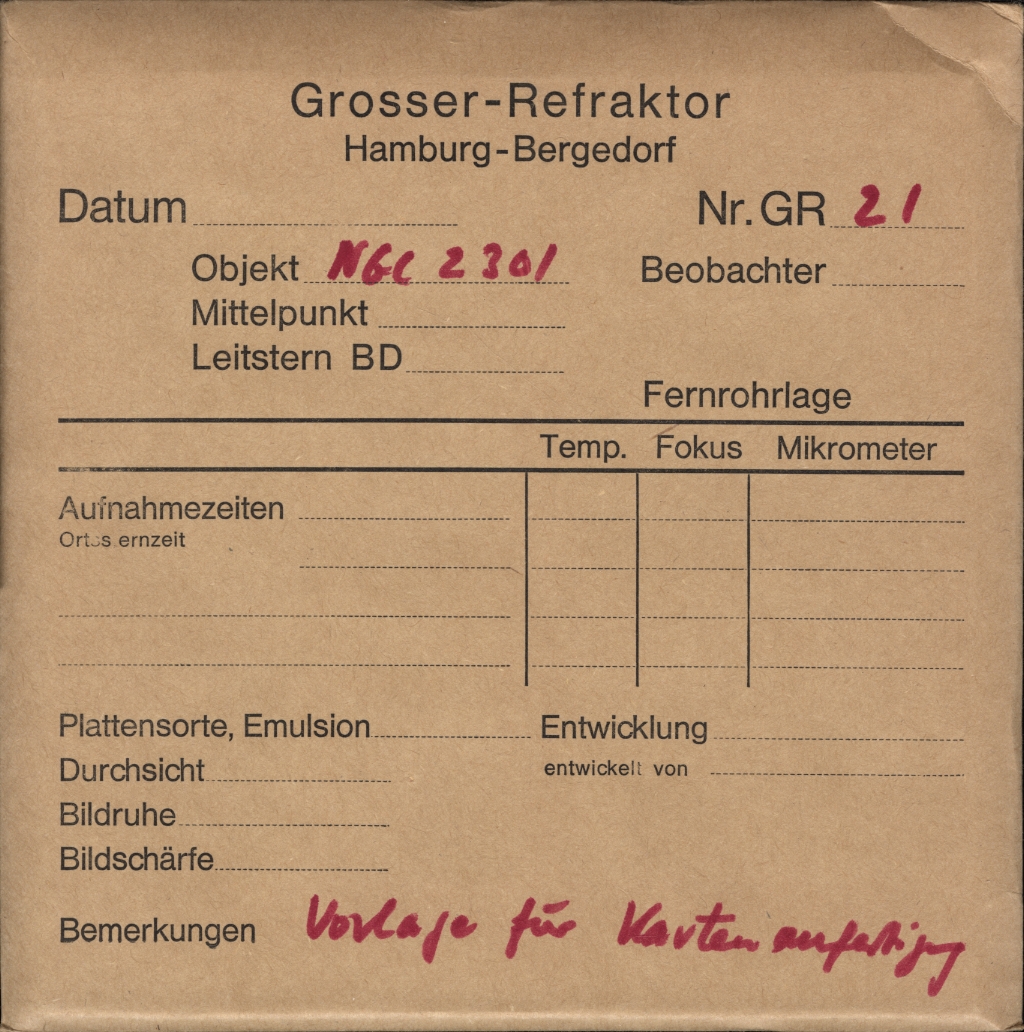 Grosser-Refraktor
Hamburg-Bergedorf
Datum
Nr. GR 21
Objekt NGC 2301
Beobachter
Mittelpunkt
Leitstern BD
Fernrohrlage
Temp. Fokus Mikrometer
Aufnahmezeiten
Ortssternzeit
Plattensorte, Emulsion
Entwicklung
Durchsicht
entwickelt von
Bildruhe
Bildschärfe
Bemerkungen Vorlage für Kartenanfertigung